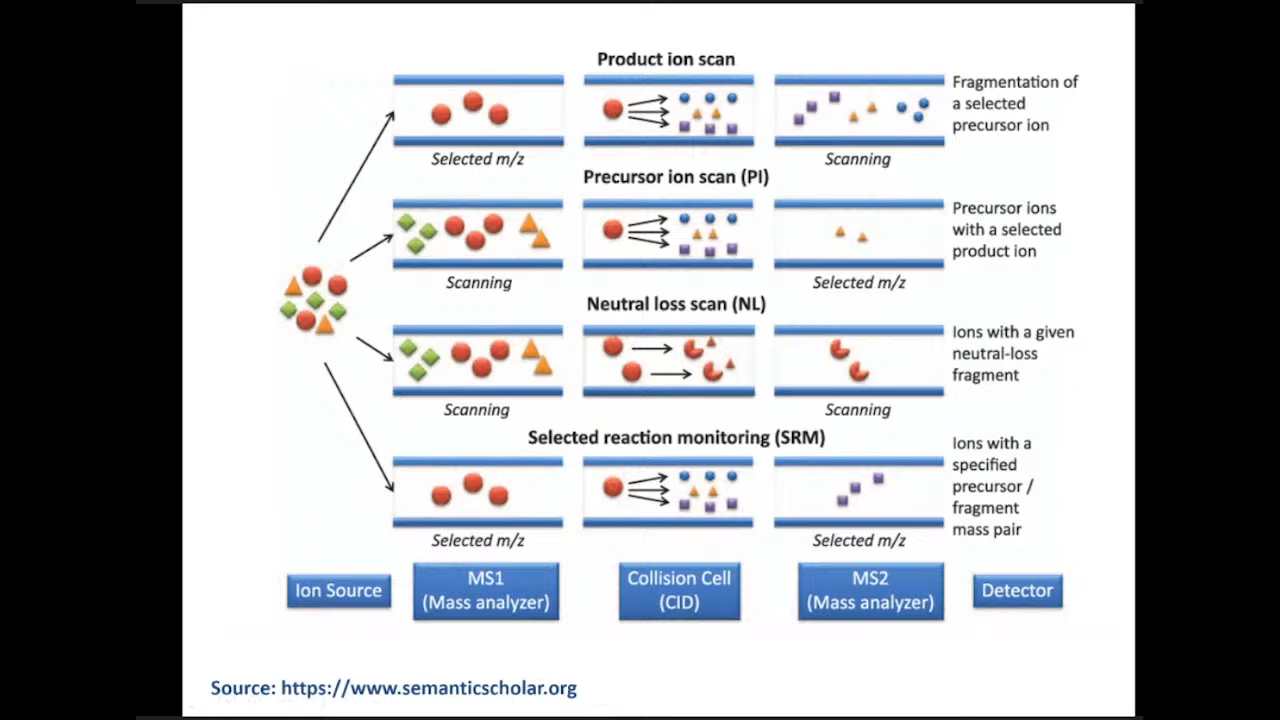 Product ion scan
Fragmentation of
a selected
precursor ion
Selected m/z
Scanning
Precursor ion scan (PI)
Precursor ions
with a selected
product ion
Scanning
Selected m/z
Neutral loss scan (NL)
Ions with a given
neutral-loss
fragment
Scanning
Scanning
Selected reaction monitoring (SRM)
Ions with a
specified
precursor /
fragment
mass pair
Selected m/z
Selected m/z
Ion Source
MS1
(Mass analyzer)
Collision Cell
(CID)
MS2
(Mass analyzer)
Detector
Source: https://www.semanticscholar.org